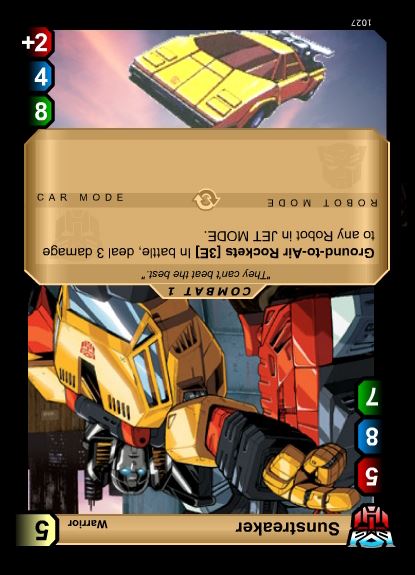 +2
4
8
CAR MODE
Sunstreaker
Warrior
5
5
8
7
COMBAT 1
"They can't beat the best."
Ground-to-Air Rockets [3E] In battle, deal 3 damage
to any Robot in JET MODE.
ROBOT MODE
1027